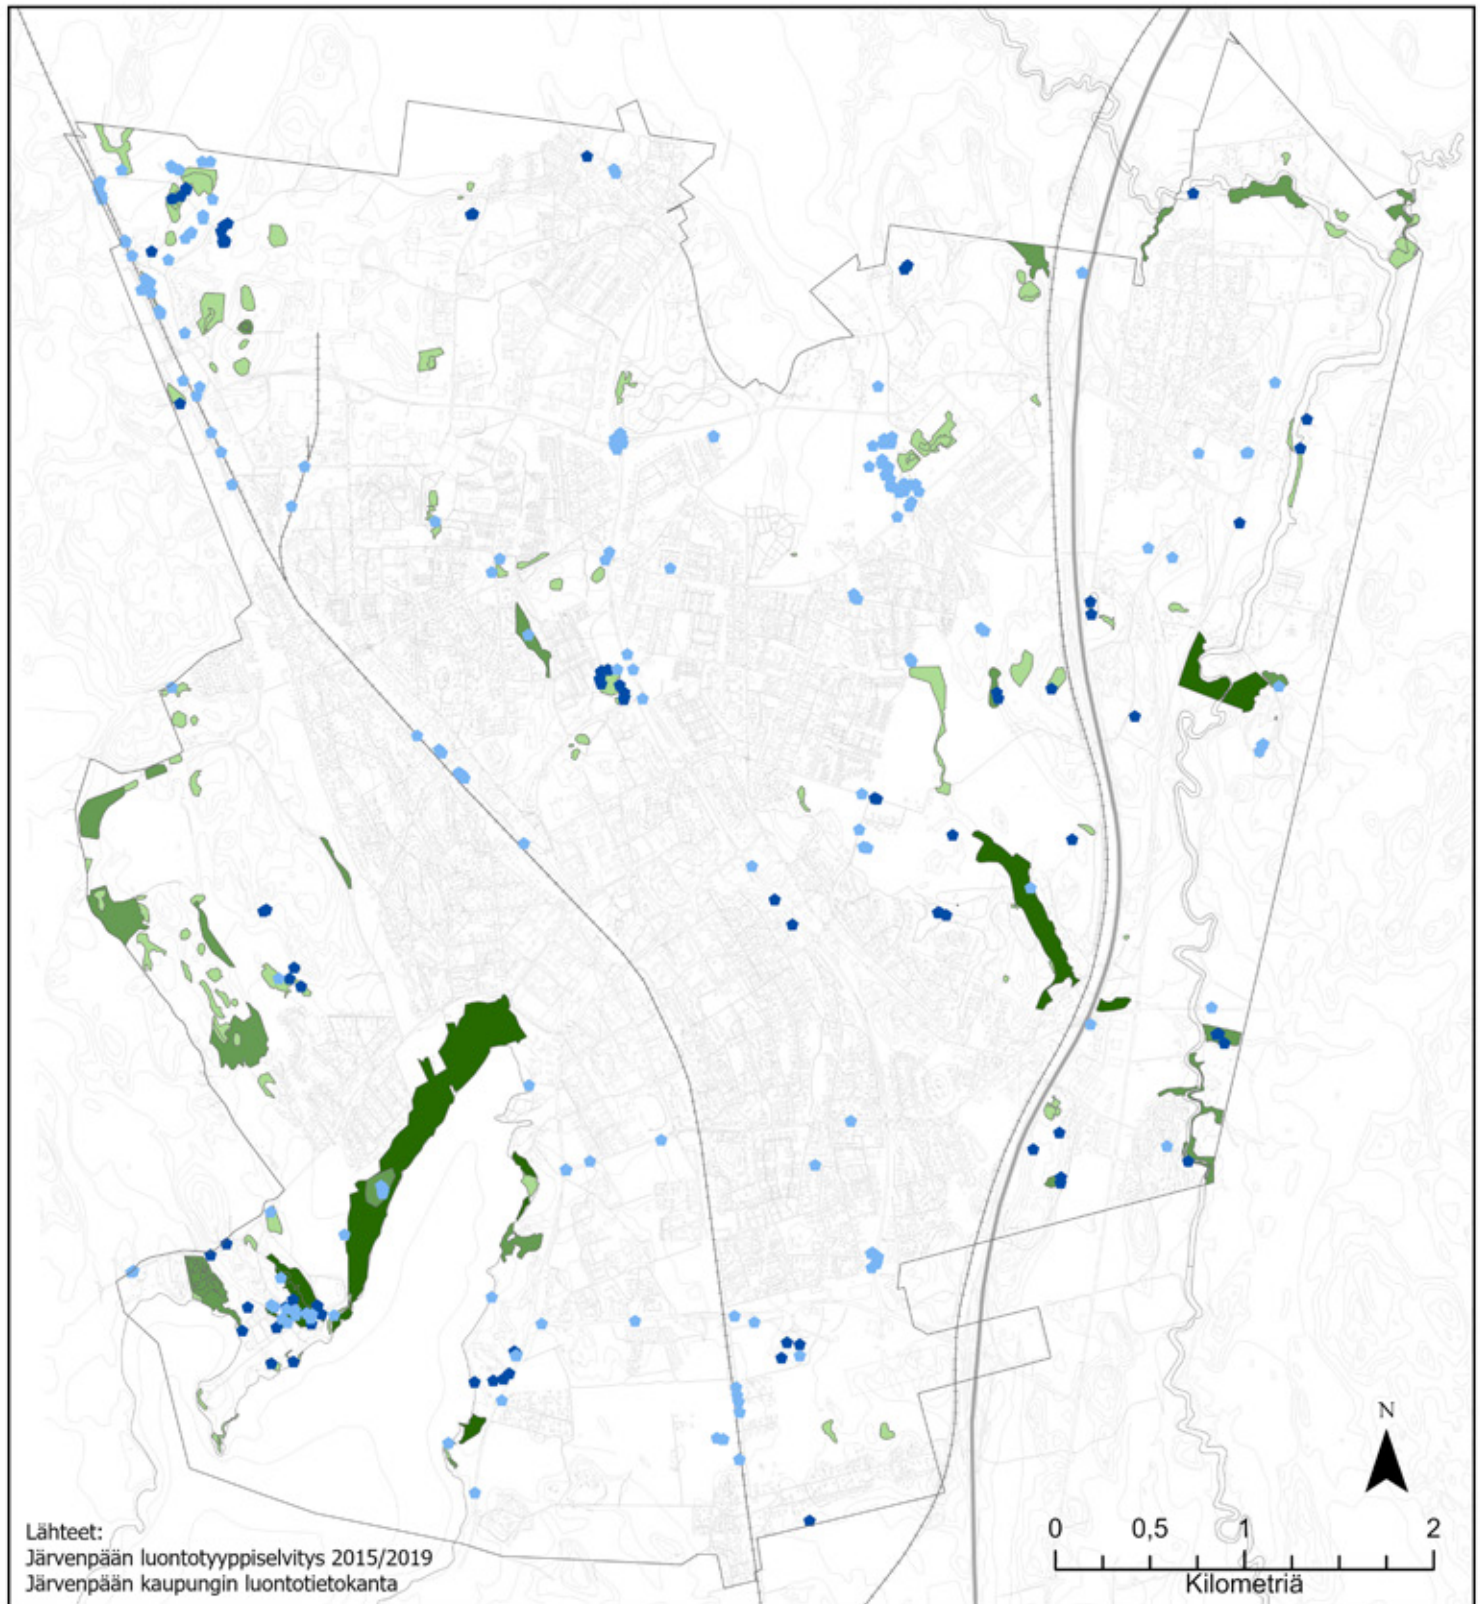 N
0 0,5 1 2
Kilometriä
Lähteet:
Järvenpään luontotyyppiselvitys 2015/2019
Järvenpään kaupungin luontotietokanta